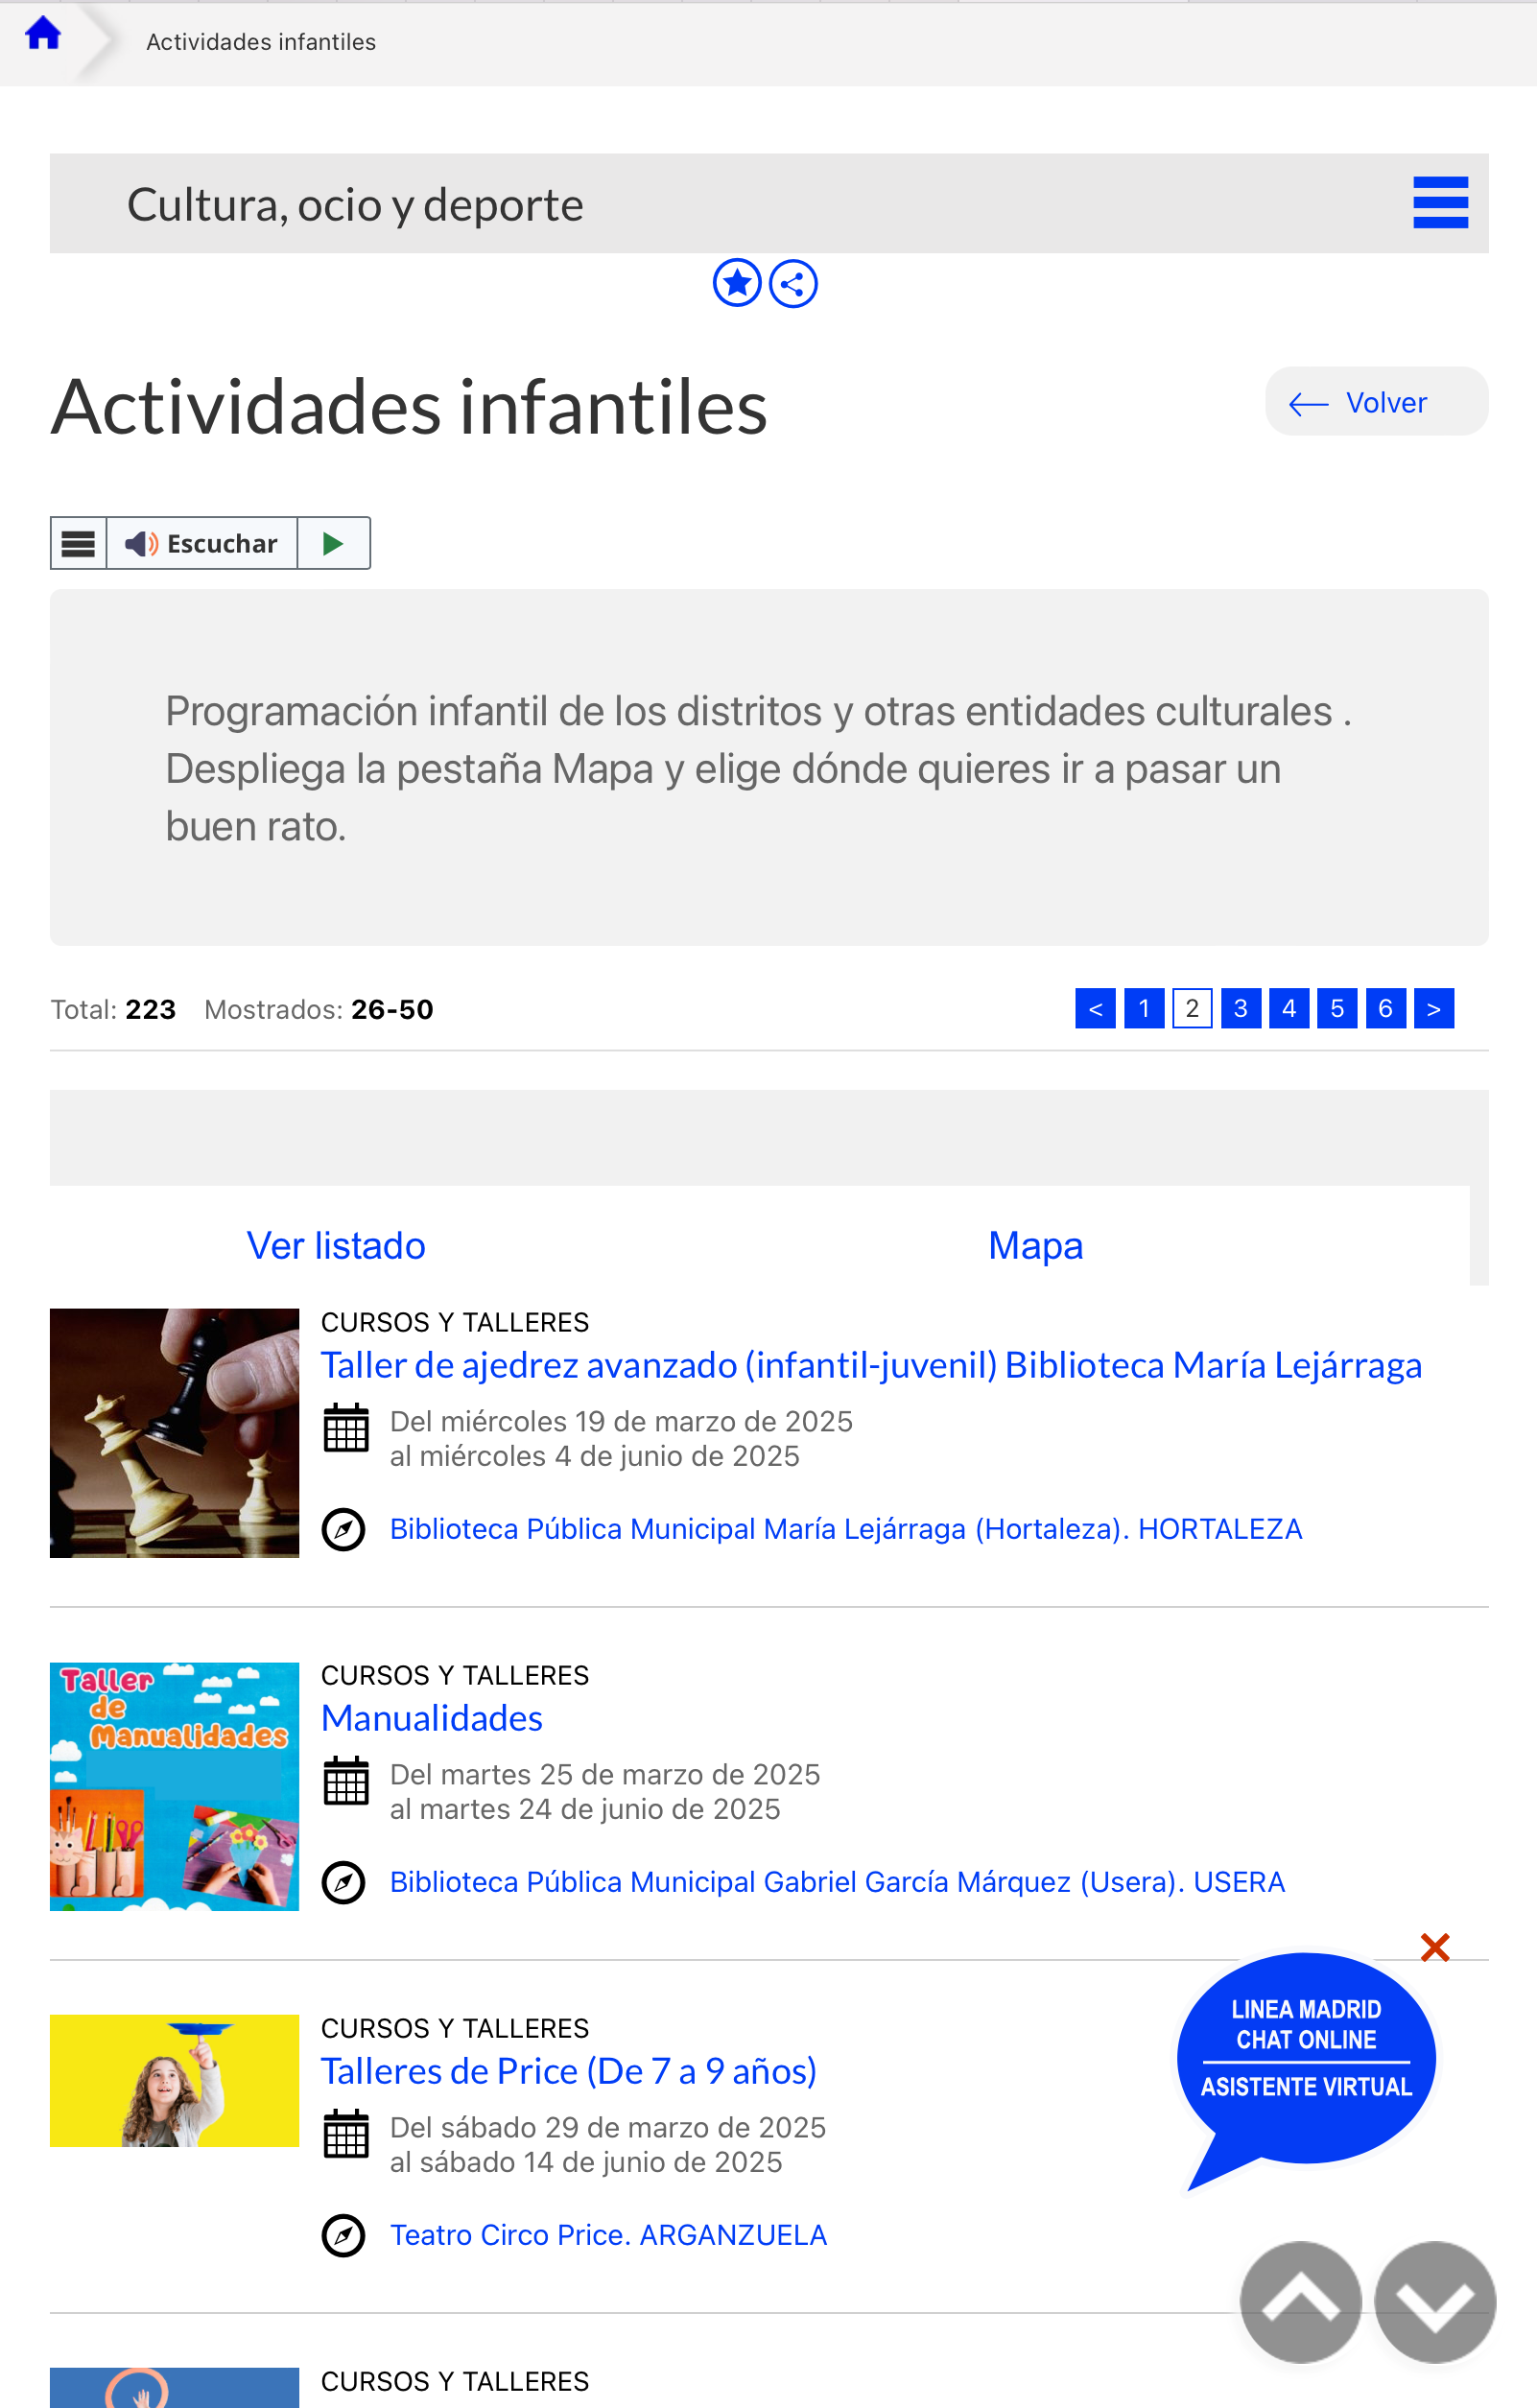 Actividades infantiles
Cultura, ocio y deporte
Actividades infantiles
Volver
Escuchar
Programación infantil de los distritos y otras entidades culturales .
Despliega la pestaña Mapa y elige dónde quieres ir a pasar un
buen rato.
Total: 223 Mostrados: 26-50
< 1 2 3 4 5 6 >
Ver listado Mapa
CURSOS Y TALLERES
Taller de ajedrez avanzado (infantil-juvenil) Biblioteca María Lejárraga
Del miércoles 19 de marzo de 2025
al miércoles 4 de junio de 2025
Biblioteca Pública Municipal María Lejárraga (Hortaleza). HORTALEZA
Taller
de
Manualidades
CURSOS Y TALLERES
Manualidades
Del martes 25 de marzo de 2025
al martes 24 de junio de 2025
Biblioteca Pública Municipal Gabriel García Márquez (Usera). USERA
CURSOS Y TALLERES
Talleres de Price (De 7 a 9 años)
Del sábado 29 de marzo de 2025
al sábado 14 de junio de 2025
Teatro Circo Price. ARGANZUELA
LINEA MADRID
CHAT ONLINE
ASISTENTE VIRTUAL
CURSOS Y TALLERES